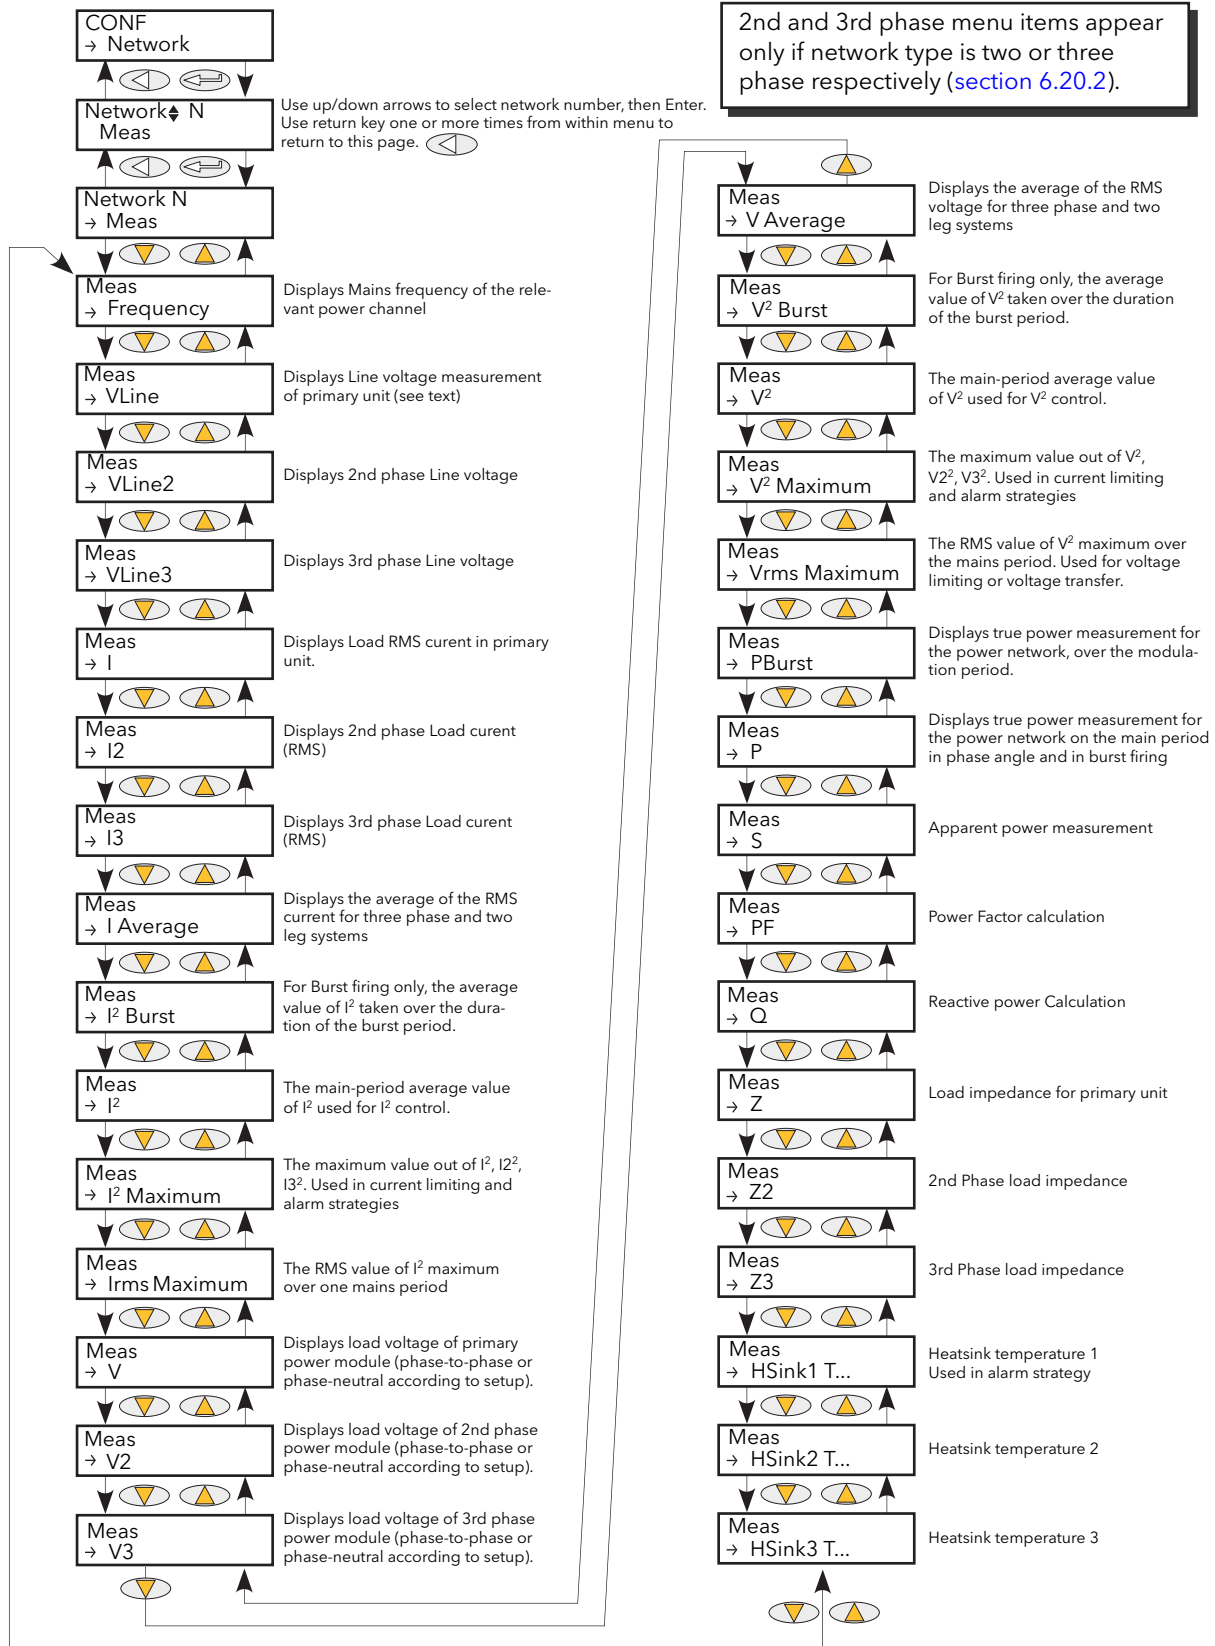 CONF
→ Network
Network N
Meas
Use up/down arrows to select network number, then Enter.
Use return key one or more times from within menu to
return to this page.
Network N
→ Meas
Meas
→ Frequency
Displays Mains frequency of the rele-
vant power channel
Meas
→ VLine
Displays Line voltage measurement
of primary unit (see text)
Meas
→ VLine2
Displays 2nd phase Line voltage
Meas
→ VLine3
Displays 3rd phase Line voltage
Meas
→ I
Displays Load RMS curent in primary
unit.
Meas
→ I2
Displays 2nd phase Load curent
(RMS)
Meas
→ I3
Displays 3rd phase Load curent
(RMS)
Meas
→ I Average
Displays the average of the RMS
current for three phase and two
leg systems
Meas
→ I² Burst
For Burst firing only, the average
value of I² taken over the dura-
tion of the burst period.
Meas
→ I²
The main-period average value
of I² used for I² control.
Meas
→ I² Maximum
The maximum value out of I², I2²,
I3². Used in current limiting and
alarm strategies
Meas
→ Irms Maximum
The RMS value of I² maximum
over one mains period
Meas
→ V
Displays load voltage of primary
power module (phase-to-phase or
phase-neutral according to setup).
Meas
→ V2
Displays load voltage of 2nd phase
power module (phase-to-phase or
phase-neutral according to setup).
Meas
→ V3
Displays load voltage of 3rd phase
power module (phase-to-phase or
phase-neutral according to setup).
2nd and 3rd phase menu items appear
only if network type is two or three
phase respectively (section 6.20.2).
Meas
→ V Average
Displays the average of the RMS
voltage for three phase and two
leg systems
Meas
→ V² Burst
For Burst firing only, the average
value of V² taken over the duration
of the burst period.
Meas
→ V²
The main-period average value
of V² used for V² control.
Meas
→ V² Maximum
The maximum value out of V²,
V2², V3². Used in current limiting
and alarm strategies
Meas
→ Vrms Maximum
The RMS value of V² maximum over
the mains period. Used for voltage
limiting or voltage transfer.
Meas
→ PBurst
Displays true power measurement for
the power network, over the modula-
tion period.
Meas
→ P
Displays true power measurement for
the power network on the main period
in phase angle and in burst firing
Meas
→ S
Apparent power measurement
Meas
→ PF
Power Factor calculation
Meas
→ Q
Reactive power Calculation
Meas
→ Z
Load impedance for primary unit
Meas
→ Z2
2nd Phase load impedance
Meas
→ Z3
3rd Phase load impedance
Meas
→ HSink1 T...
Heatsink temperature 1
Used in alarm strategy
Meas
→ HSink2 T...
Heatsink temperature 2
Meas
→ HSink3 T...
Heatsink temperature 3